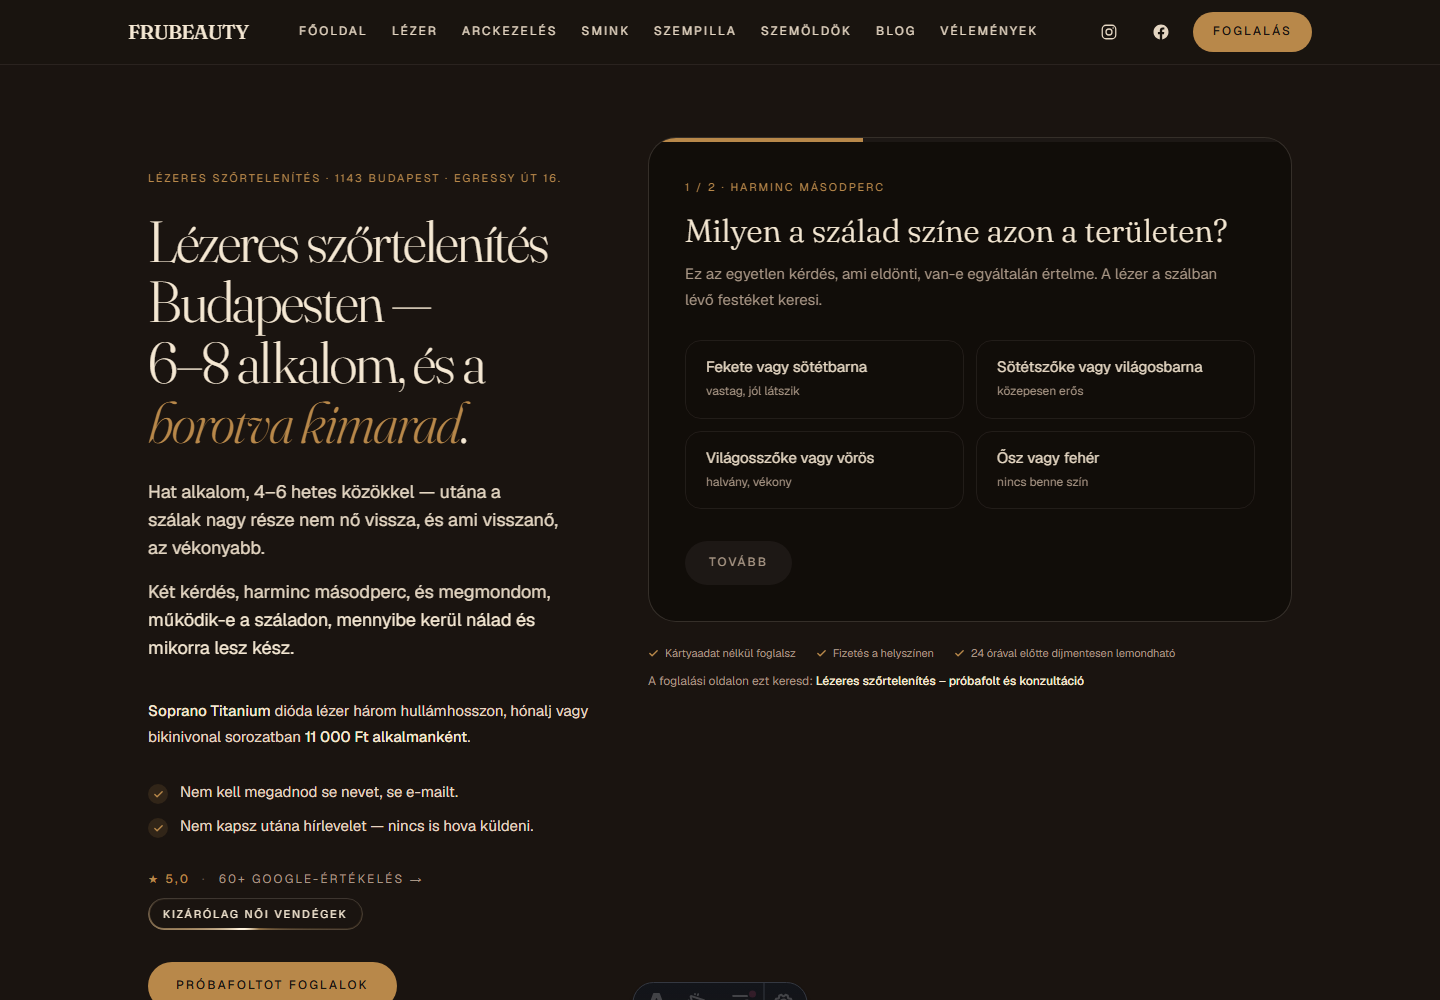 FRUBEAUTY
FŐOLDAL LÉZER ARCKEZELÉS SMINK SZEMPILLA SZEMÖLDÖK BLOG VÉLEMÉNYEK
FOGLALÁS
LÉZERES SZŐRTELENÍTÉS · 1143 BUDAPEST · EGRESSY ÚT 16.
Lézeres szőrtelenítés
Budapesten —
6–8 alkalom, és a
borotva kimarad.
Hat alkalom, 4–6 hetes közökkel — utána a
szálak nagy része nem nő vissza, és ami visszanő,
az vékonyabb.
Két kérdés, harminc másodperc, és megmondom,
működik-e a száladon, mennyibe kerül nálad és
mikorra lesz kész.
Soprano Titanium dióda lézer három hullámhosszon, hónalj vagy
bikinivonal sorozatban 11 000 Ft alkalmanként.
Nem kell megadnod se nevet, se e-mailt.
Nem kapsz utána hírlevelet — nincs is hova küldeni.
★ 5,0 · 60+ GOOGLE-ÉRTÉKELÉS →
KIZÁRÓLAG NŐI VENDÉGEK
PRÓBAFOLTOT FOGLALOK
1 / 2 · HARMINC MÁSODPERC
Milyen a szálad színe azon a területen?
Ez az egyetlen kérdés, ami eldönti, van-e egyáltalán értelme. A lézer a szálban
lévő festéket keresi.
Fekete vagy sötétbarna
vastag, jól látszik
Sötétszőke vagy világosbarna
közepesen erős
Világosszőke vagy vörös
halvány, vékony
Ősz vagy fehér
nincs benne szín
TOVÁBB
Kártyaadat nélkül foglalsz
Fizetés a helyszínen
24 órával előtte díjmentesen lemondható
A foglalási oldalon ezt keresd: Lézeres szőrtelenítés – próbafolt és konzultáció